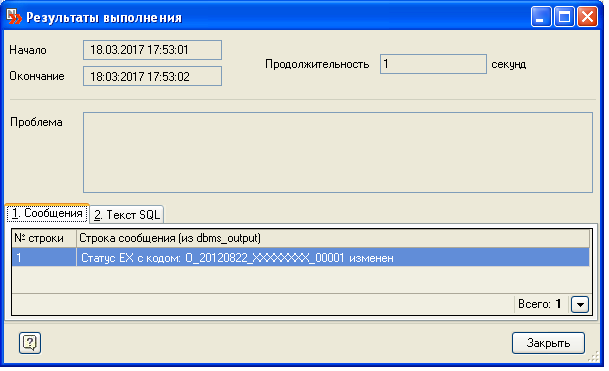 Результаты выполнения
Начало 18.03.2017 17:53:01
Продолжительность 1 секунд
Окончание 18:03:2017 17:53:02
Проблема
1. Сообщения 2. Текст SQL
№ строки Строка сообщения (из dbms_output)
1 Статус EX с кодом: O_20120822_XXXXXXX_00001 изменен
Всего: 1
Закрыть